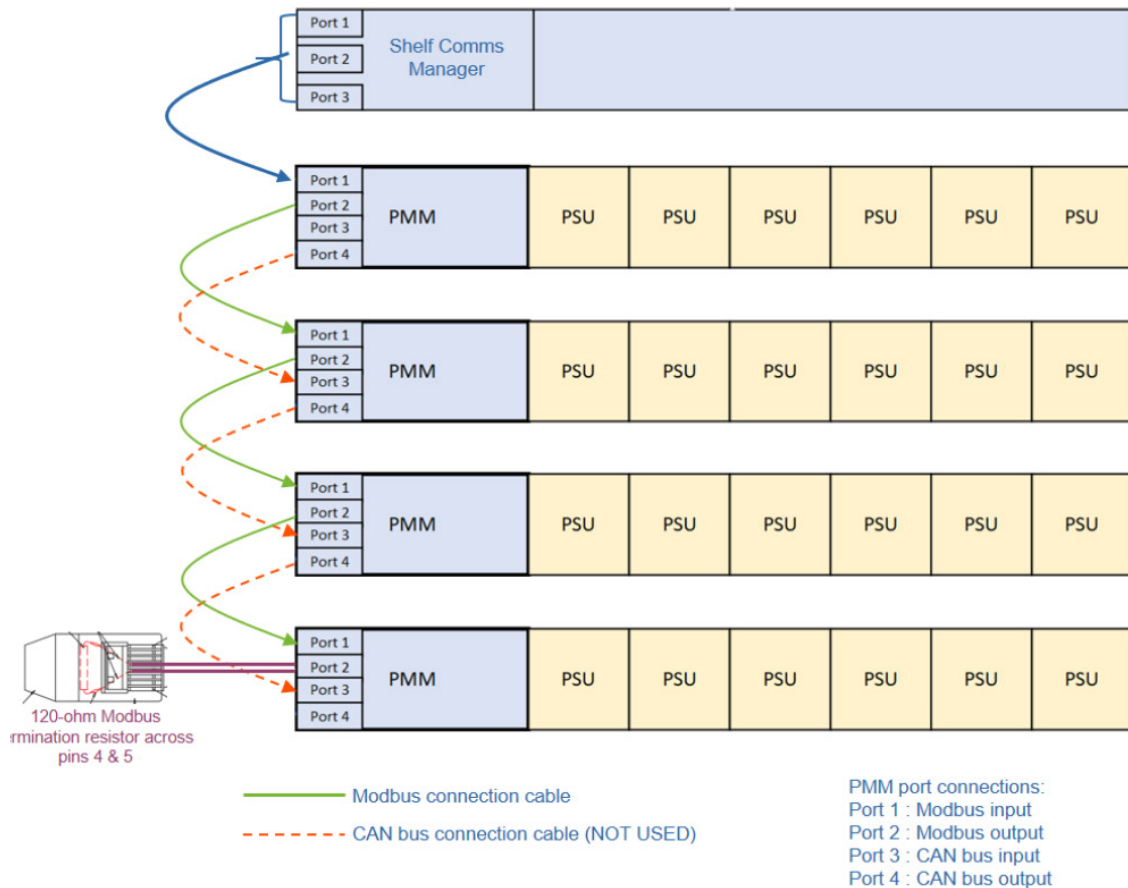 Port 1
Port 2
Port 3
Shelf Comms
Manager
Port 1
Port 2
Port 3
Port 4
PMM
PSU PSU PSU PSU PSU PSU
Port 1
Port 2
Port 3
Port 4
PMM
PSU PSU PSU PSU PSU PSU
Port 1
Port 2
Port 3
Port 4
PMM
PSU PSU PSU PSU PSU PSU
Port 1
Port 2
Port 3
Port 4
PMM
PSU PSU PSU PSU PSU PSU
120-ohm Modbus
ermination resistor across
pins 4 & 5
Modbus connection cable
CAN bus connection cable (NOT USED)
PMM port connections:
Port 1 : Modbus input
Port 2 : Modbus output
Port 3 : CAN bus input
Port 4 : CAN bus output